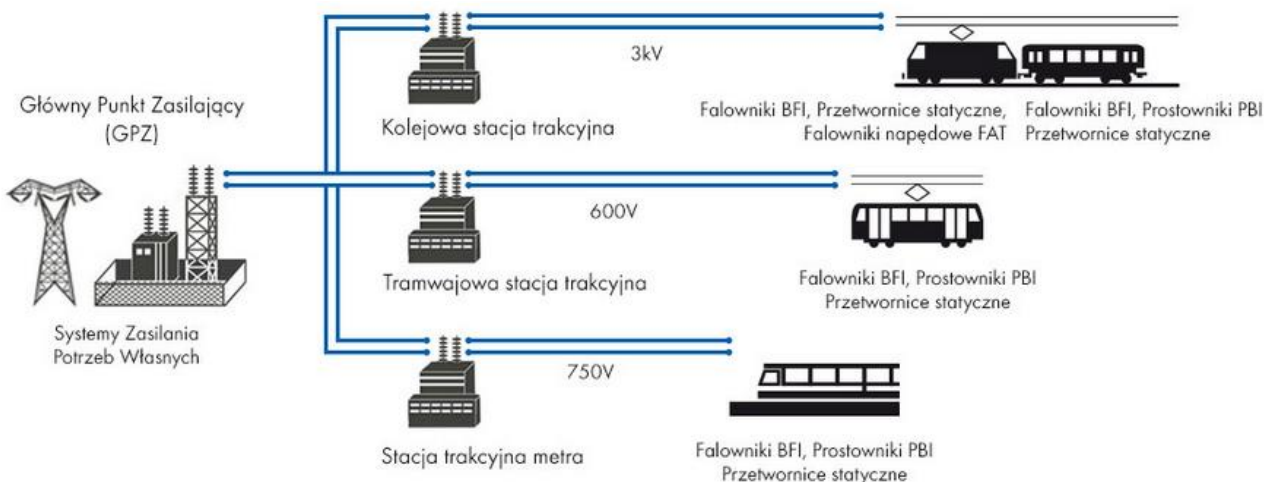 Główny Punkt Zasilający
(GPZ)
Systemy Zasilania
Potrzeb Własnych
Kolejowa stacja trakcyjna
3kV
Falowniki BFI, Przetwornice statyczne,
Falowniki napędowe FAT
Falowniki BFI, Prostowniki PBI
Przetwornice statyczne
Tramwajowa stacja trakcyjna
600V
Falowniki BFI, Prostowniki PBI
Przetwornice statyczne
Stacja trakcyjna metra
750V
Falowniki BFI, Prostowniki PBI
Przetwornice statyczne